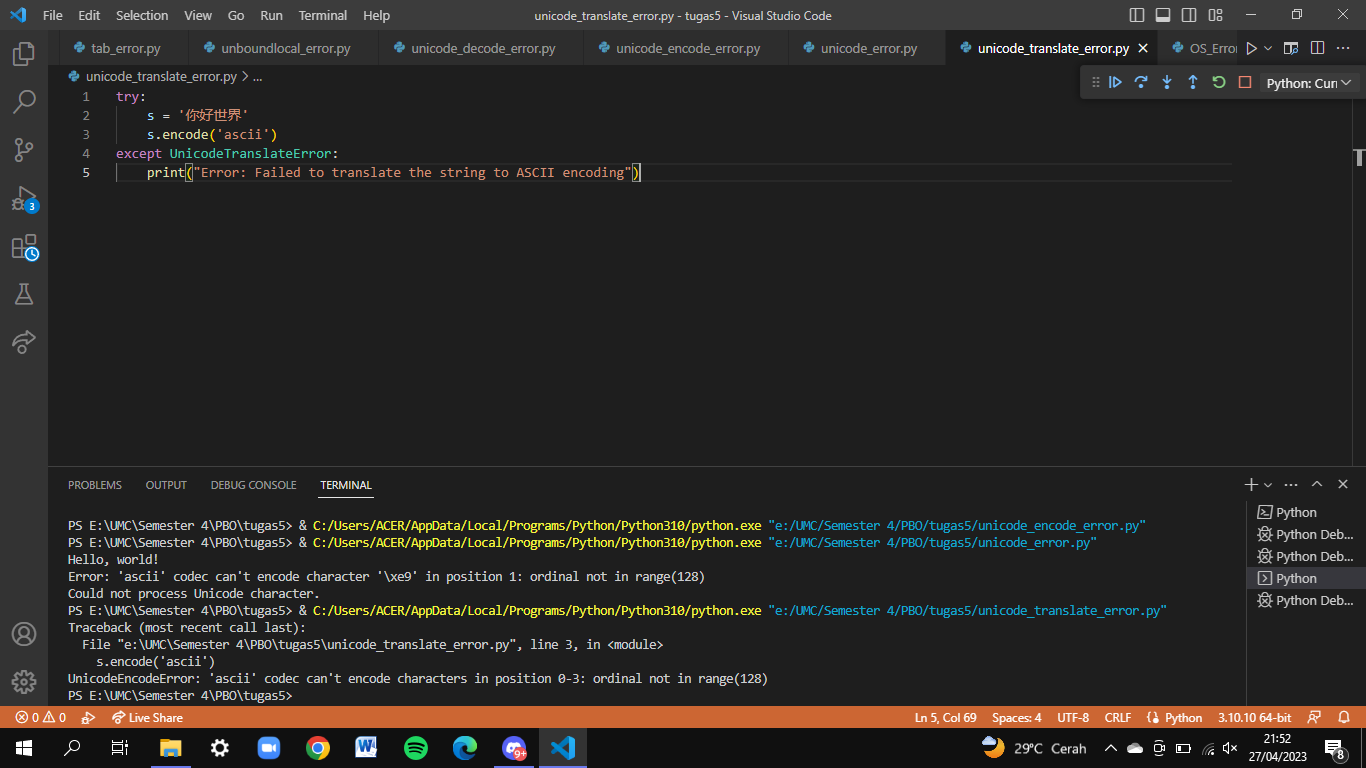 File Edit Selection View Go Run Terminal Help unicode_translate_error.py - tugas5 - Visual Studio Code
tab_error.py unboundlocal_error.py unicode_decode_error.py unicode_encode_error.py unicode_error.py unicode_translate_error.py OS_Erro
unicode_translate_error.py > ...
Python: Cur
1 try:
2 s = '你好世界'
3 s.encode('ascii')
4 except UnicodeTranslateError:
5 print("Error: Failed to translate the string to ASCII encoding")
3
PROBLEMS OUTPUT DEBUG CONSOLE TERMINAL
PS E:\UMC\Semester 4\PBO\tugas5> & C:/Users/ACER/AppData/Local/Programs/Python/Python310/python.exe "e:/UMC/Semester 4/PBO/tugas5/unicode_encode_error.py"
PS E:\UMC\Semester 4\PBO\tugas5> & C:/Users/ACER/AppData/Local/Programs/Python/Python310/python.exe "e:/UMC/Semester 4/PBO/tugas5/unicode_error.py"
Hello, world!
Error: 'ascii' codec can't encode character '\xe9' in position 1: ordinal not in range(128)
Could not process Unicode character.
PS E:\UMC\Semester 4\PBO\tugas5> & C:/Users/ACER/AppData/Local/Programs/Python/Python310/python.exe "e:/UMC/Semester 4/PBO/tugas5/unicode_translate_error.py"
Traceback (most recent call last):
File "e:\UMC\Semester 4\PBO\tugas5\unicode_translate_error.py", line 3, in <module>
s.encode('ascii')
UnicodeEncodeError: 'ascii' codec can't encode characters in position 0-3: ordinal not in range(128)
PS E:\UMC\Semester 4\PBO\tugas5>
Python
Python Deb...
Python Deb...
Python
Python Deb...
0 0 Live Share Ln 5, Col 69 Spaces: 4 UTF-8 CRLF Python 3.10.10 64-bit
9+ 29°C Cerah 21:52
27/04/2023 8